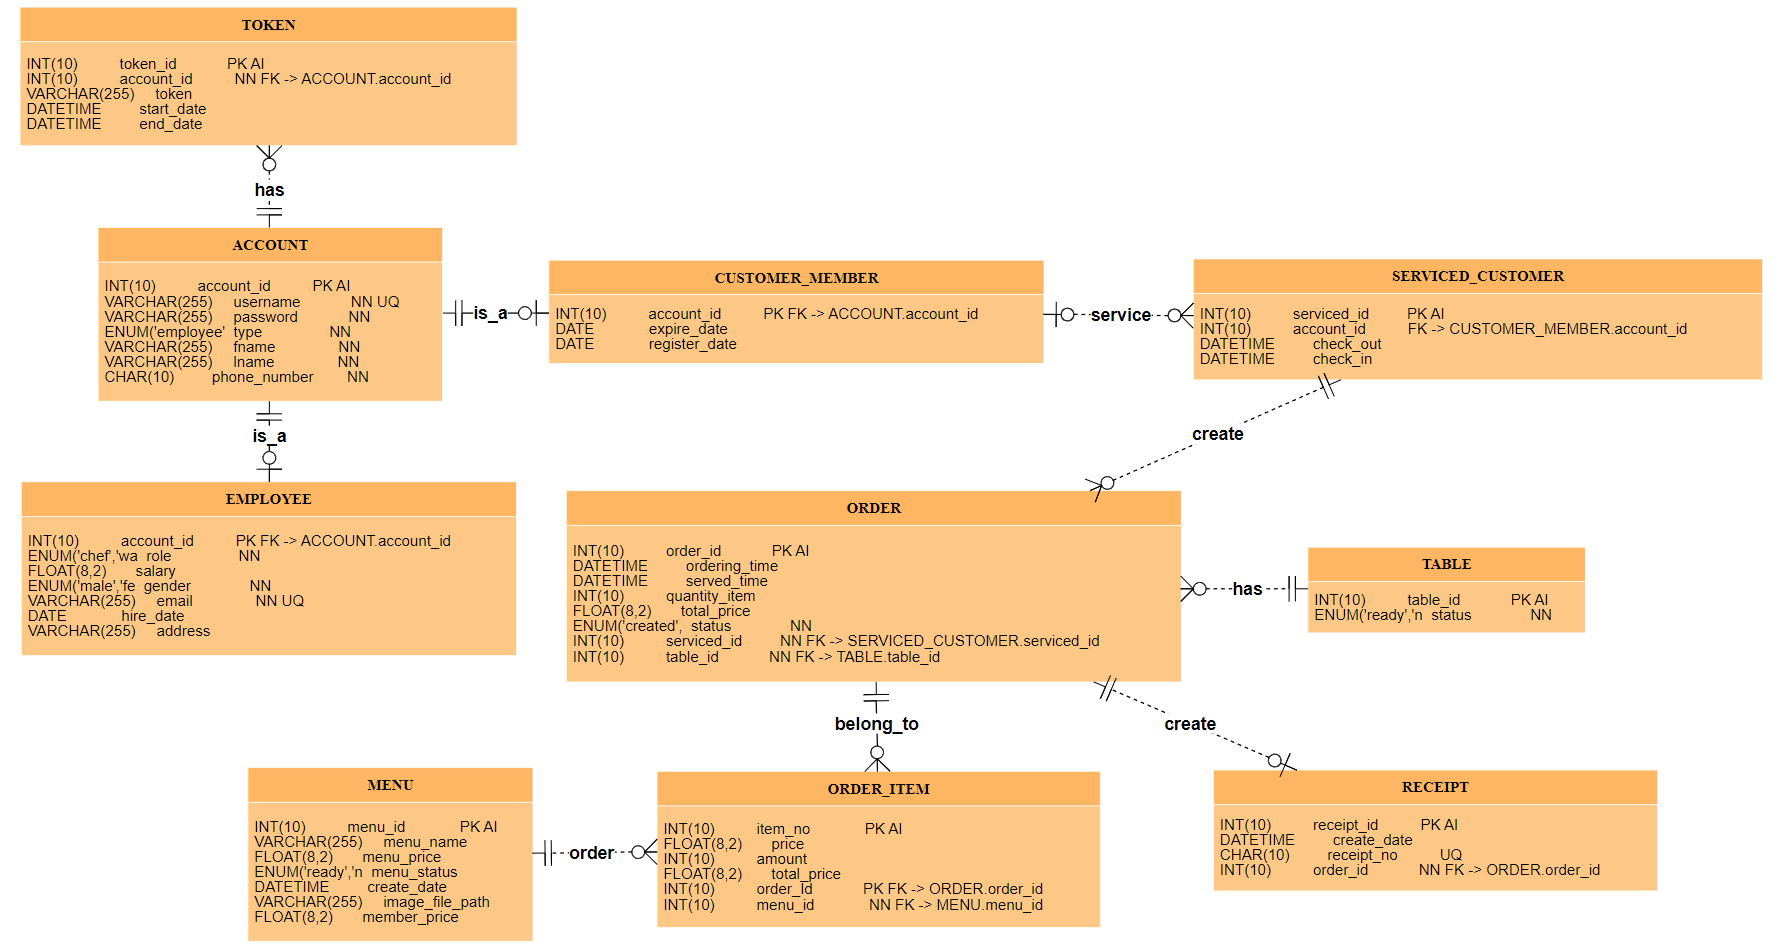 TOKEN
INT(10) token_id PK AI
INT(10) account_id NN FK -> ACCOUNT.account_id
VARCHAR(255) token
DATETIME start_date
DATETIME end_date
has
ACCOUNT
INT(10) account_id PK AI
VARCHAR(255) username NN UQ
VARCHAR(255) password NN
ENUM('employee' type NN
VARCHAR(255) fname NN
VARCHAR(255) lname NN
CHAR(10) phone_number NN
is_a
CUSTOMER_MEMBER
INT(10) account_id PK FK -> ACCOUNT.account_id
DATE expire_date
DATE register_date
service
SERVICED_CUSTOMER
INT(10) serviced_id PK AI
INT(10) account_id FK -> CUSTOMER_MEMBER.account_id
DATETIME check_out
DATETIME check_in
is_a
create
EMPLOYEE
INT(10) account_id PK FK -> ACCOUNT.account_id
ENUM('chef','wa role NN
FLOAT(8,2) salary
ENUM('male','fe gender NN
VARCHAR(255) email NN UQ
DATE hire_date
VARCHAR(255) address
ORDER
INT(10) order_id PK AI
DATETIME ordering_time
DATETIME served_time
INT(10) quantity_item
FLOAT(8,2) total_price
ENUM('created', status NN
INT(10) serviced_id NN FK -> SERVICED_CUSTOMER.serviced_id
INT(10) table_id NN FK -> TABLE.table_id
has
TABLE
INT(10) table_id PK AI
ENUM('ready','n status NN
belong_to
create
MENU
INT(10) menu_id PK AI
VARCHAR(255) menu_name
FLOAT(8,2) menu_price
ENUM('ready','n menu_status
DATETIME create_date
VARCHAR(255) image_file_path
FLOAT(8,2) member_price
order
ORDER_ITEM
INT(10) item_no PK AI
FLOAT(8,2) price
INT(10) amount
FLOAT(8,2) total_price
INT(10) order_Id PK FK -> ORDER.order_id
INT(10) menu_id NN FK -> MENU.menu_id
RECEIPT
INT(10) receipt_id PK AI
DATETIME create_date
CHAR(10) receipt_no UQ
INT(10) order_id NN FK -> ORDER.order_id